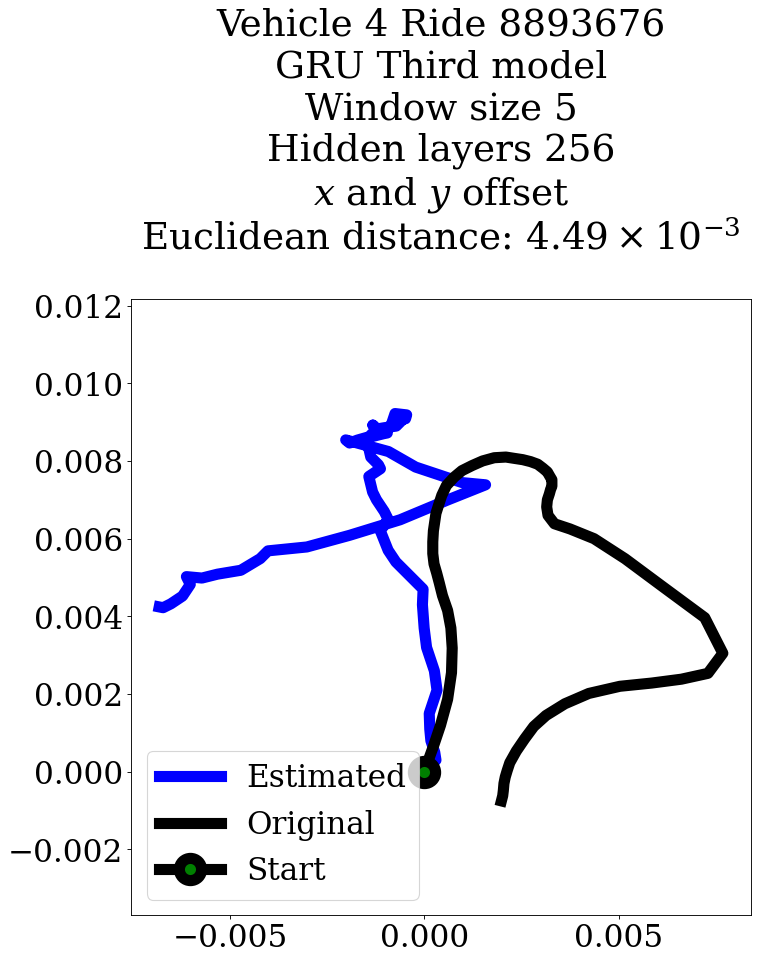 Vehicle 4 Ride 8893676
GRU Third model
Window size 5
Hidden layers 256
x and y offset
Euclidean distance: 4.49 × 10⁻³
0.012
0.010
0.008
0.006
0.004
0.002
0.000
−0.002
Estimated
Original
Start
−0.005 0.000 0.005